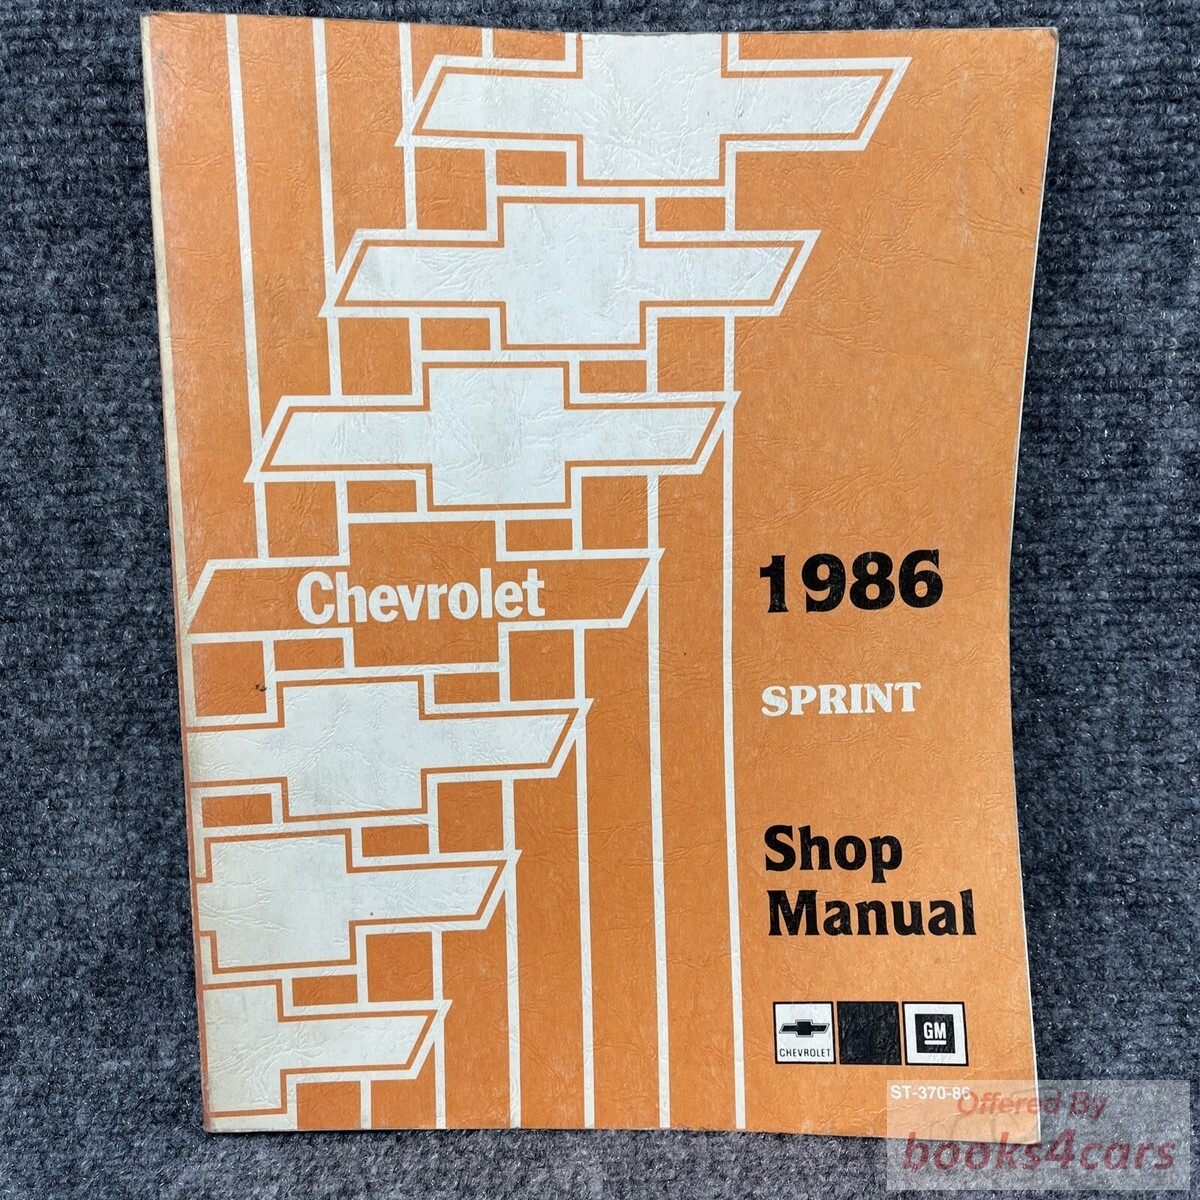 Chevrolet
1986
SPRINT
Shop
Manual
CHEVROLET
GM
ST-370-86
Offered By
books4cars